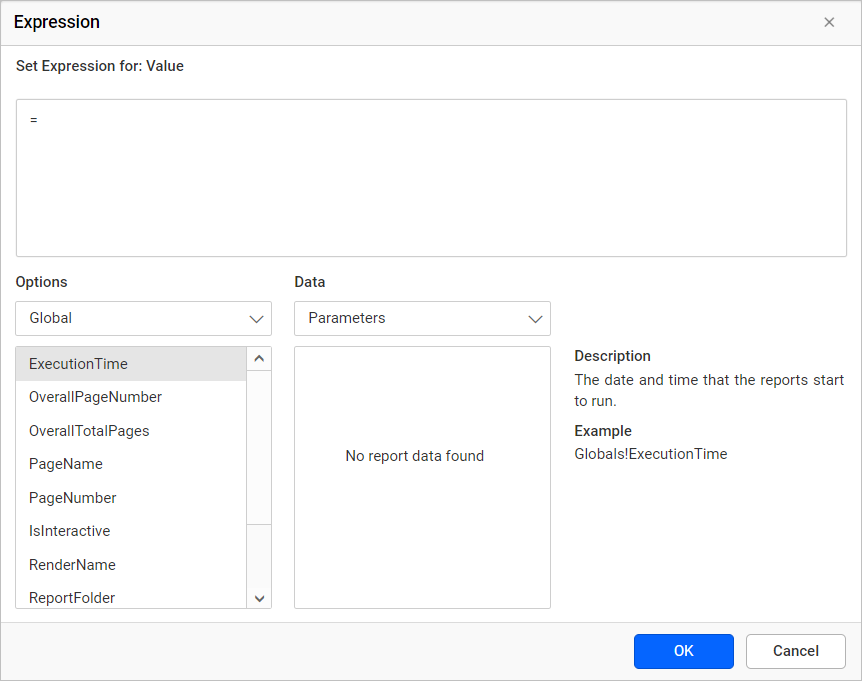 Expression
Set Expression for: Value
=
Options
Data
Global
Parameters
ExecutionTime
OverallPageNumber
OverallTotalPages
PageName
PageNumber
IsInteractive
RenderName
ReportFolder
No report data found
Description
The date and time that the reports start
to run.
Example
Globals!ExecutionTime
OK
Cancel